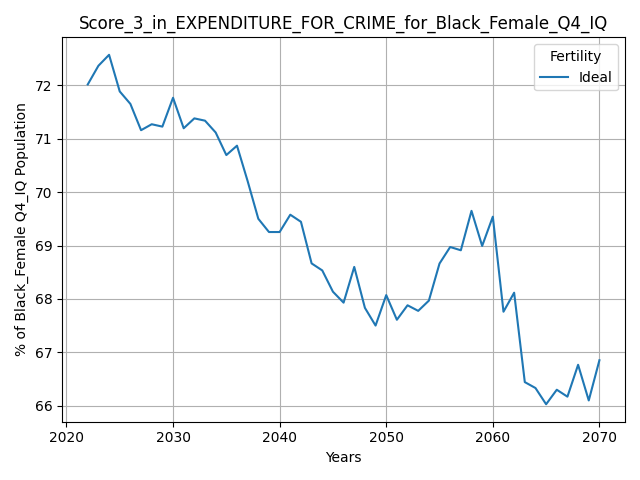 Score_3_in_EXPENDITURE_FOR_CRIME_for_Black_Female_Q4_IQ
Fertility
Ideal
% of Black_Female Q4_IQ Population
72
71
70
69
68
67
66
2020
2030
2040
2050
2060
2070
Years